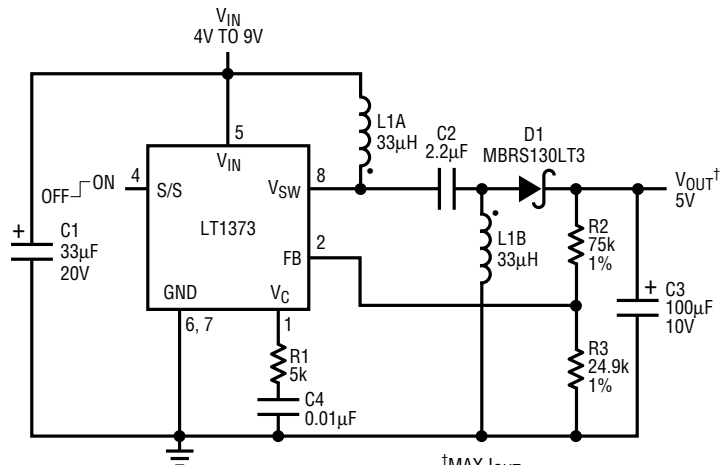 VIN
4V TO 9V
5
VIN
L1A
33µH
C2
2.2µF
D1
MBRS130LT3
OFF
ON
4
S/S
VSW
8
VOUT†
5V
LT1373
FB
2
L1B
33µH
R2
75k
1%
+
C1
33µF
20V
GND
VC
6, 7
1
+
C3
100µF
10V
R1
5k
R3
24.9k
1%
C4
0.01µF
†MAX IOUT